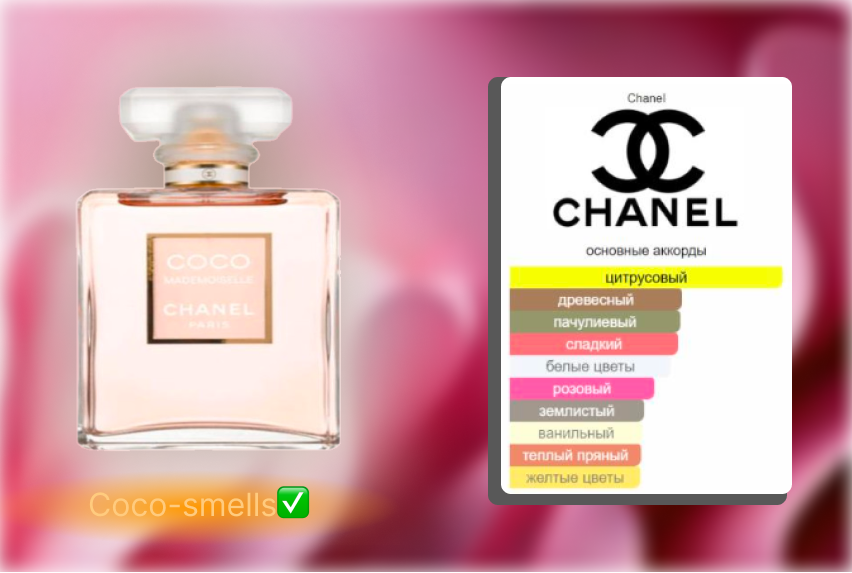 COCO
MADEMOISELLE
CHANEL
PARIS
Coco-smells✅
Chanel
CHANEL
основные аккорды
цитрусовый
древесный
пачулиевый
сладкий
белые цветы
розовый
землистый
ванильный
теплый пряный
желтые цветы